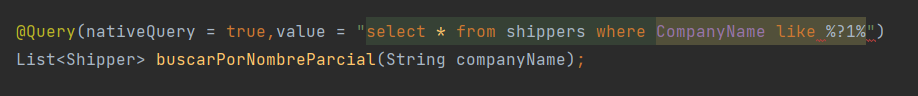 @Query(nativeQuery = true,value = "select * from shippers where CompanyName like %?1%")
List<Shipper> buscarPorNombreParcial(String companyName);